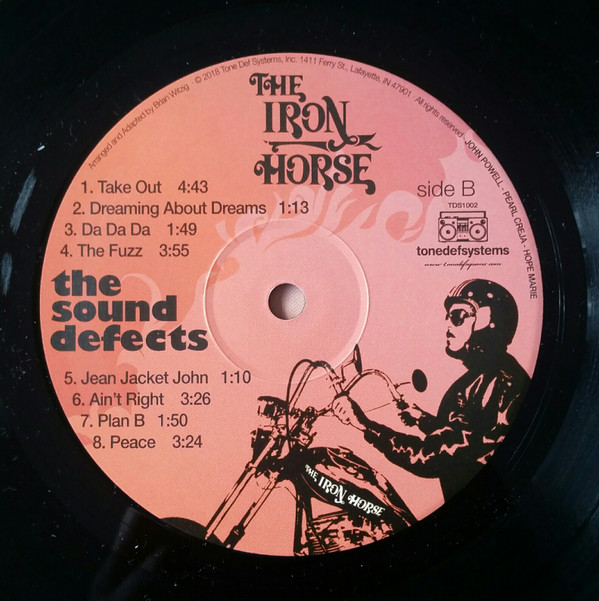 Arranged and Adapted by Brian Witzig © 2018 Tone Def Systems, Inc. 1411 Ferry St., Lafayette, IN 47901 All rights reserved - JOHN POWELL - PEARL CREJA - HOPE MARIE
THE
IRON
HORSE
side B
TDS1002
tonedefsystems
1. Take Out 4:43
2. Dreaming About Dreams 1:13
3. Da Da Da 1:49
4. The Fuzz 3:55
the
sound
defects
5. Jean Jacket John 1:10
6. Ain't Right 3:26
7. Plan B 1:50
8. Peace 3:24
THE IRON HORSE